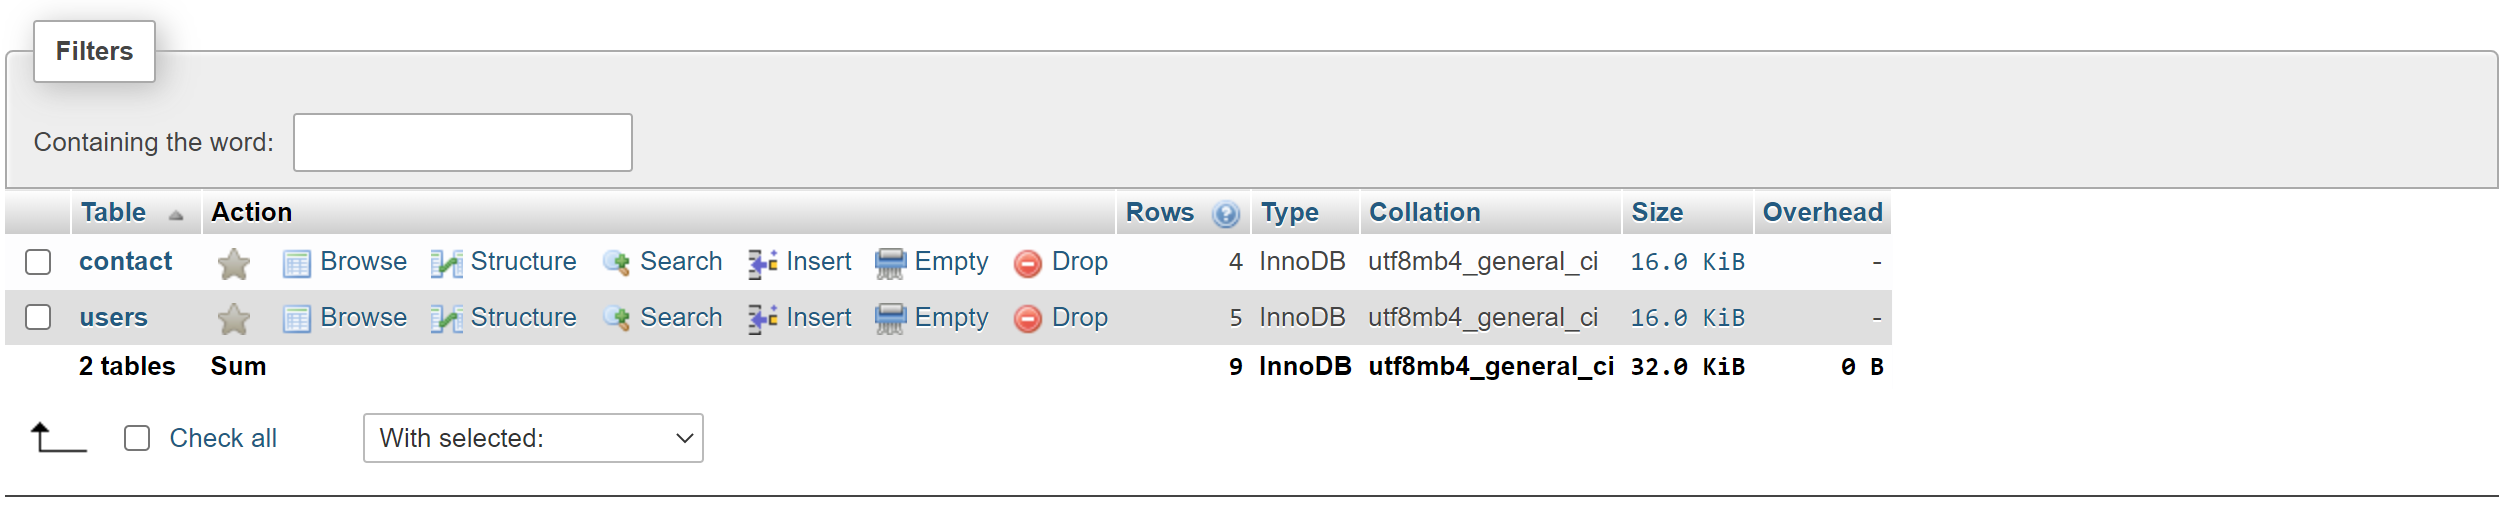 Filters
Containing the word:
Table Action Rows Type Collation Size Overhead
contact Browse Structure Search Insert Empty Drop 4 InnoDB utf8mb4_general_ci 16.0 KiB -
users Browse Structure Search Insert Empty Drop 5 InnoDB utf8mb4_general_ci 16.0 KiB -
2 tables Sum 9 InnoDB utf8mb4_general_ci 32.0 KiB 0 B
Check all With selected: